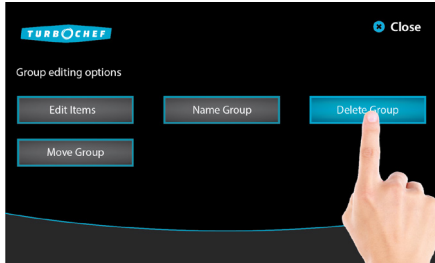 TURBOCHEF
Close
Group editing options
Edit Items
Name Group
Delete Group
Move Group